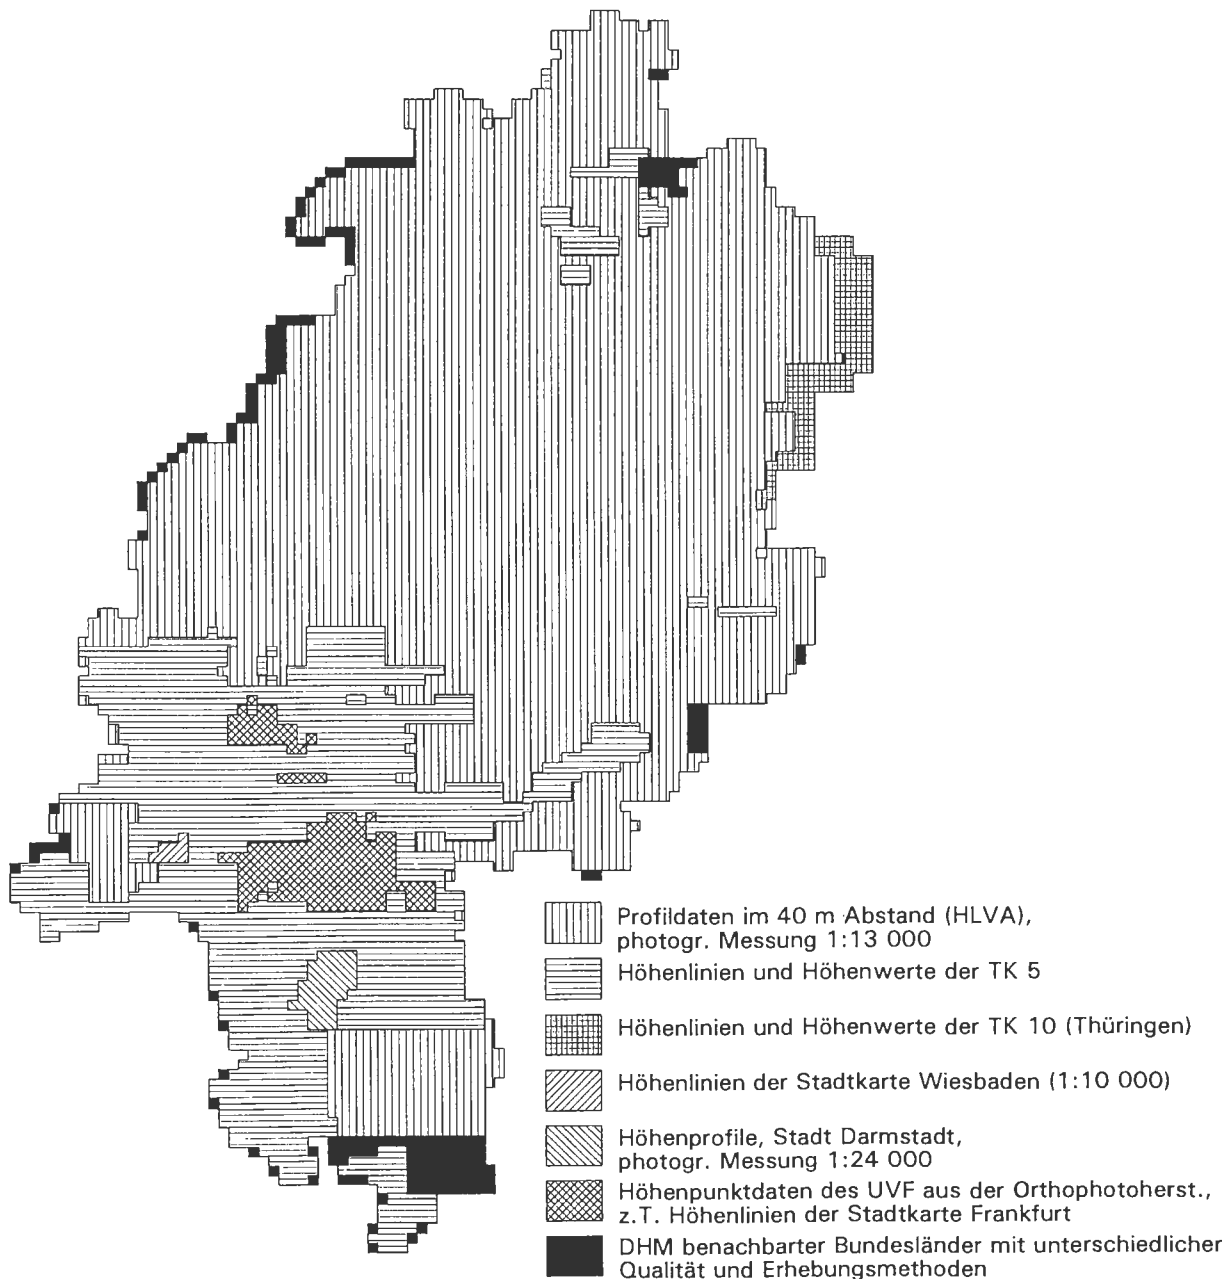 Profildaten im 40 m Abstand (HLVA),
photogr. Messung 1:13 000
Höhenlinien und Höhenwerte der TK 5
Höhenlinien und Höhenwerte der TK 10 (Thüringen)
Höhenlinien der Stadtkarte Wiesbaden (1:10 000)
Höhenprofile, Stadt Darmstadt,
photogr. Messung 1:24 000
Höhenpunktdaten des UVF aus der Orthophotoherst.,
z.T. Höhenlinien der Stadtkarte Frankfurt
DHM benachbarter Bundesländer mit unterschiedlicher
Qualität und Erhebungsmethoden